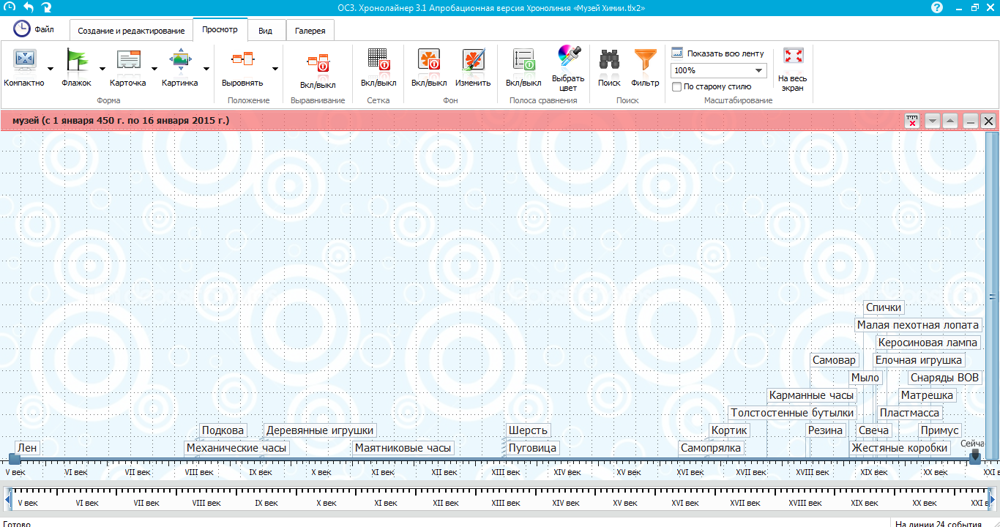 ОС3. Хронолайнер 3.1 Апробационная версия Хронолиния «Музей Химии.tlx2»
Файл
Создание и редактирование
Просмотр
Вид
Галерея
Компактно
Флажок
Карточка
Картинка
Форма
Выровнять
Положение
Вкл/выкл
Выравнивание
Вкл/выкл
Сетка
Вкл/выкл
Изменить
Фон
Вкл/выкл
Выбрать
цвет
Полоса сравнения
Поиск
Фильтр
Поиск
Показать всю ленту
100%
По старому стилю
На весь
экран
Масштабирование
музей (с 1 января 450 г. по 16 января 2015 г.)
Спички
Малая пехотная лопата
Керосиновая лампа
Самовар
Елочная игрушка
Мыло
Снаряды ВОВ
Карманные часы
Матрешка
Толстостенные бутылки
Пластмасса
Подкова
Деревянные игрушки
Шерсть
Кортик
Резина
Свеча
Примус
Лен
Механические часы
Маятниковые часы
Пуговица
Самопрялка
Жестяные коробки
Сейча
V век VI век VII век VIII век IX век X век XI век XII век XIII век XIV век XV век XVI век XVII век XVIII век XIX век XX век XXI в
V век VI век VII век VIII век IX век X век XI век XII век XIII век XIV век XV век XVI век XVII век XVIII век XIX век XX век XXI в
Готово
На линии 24 события